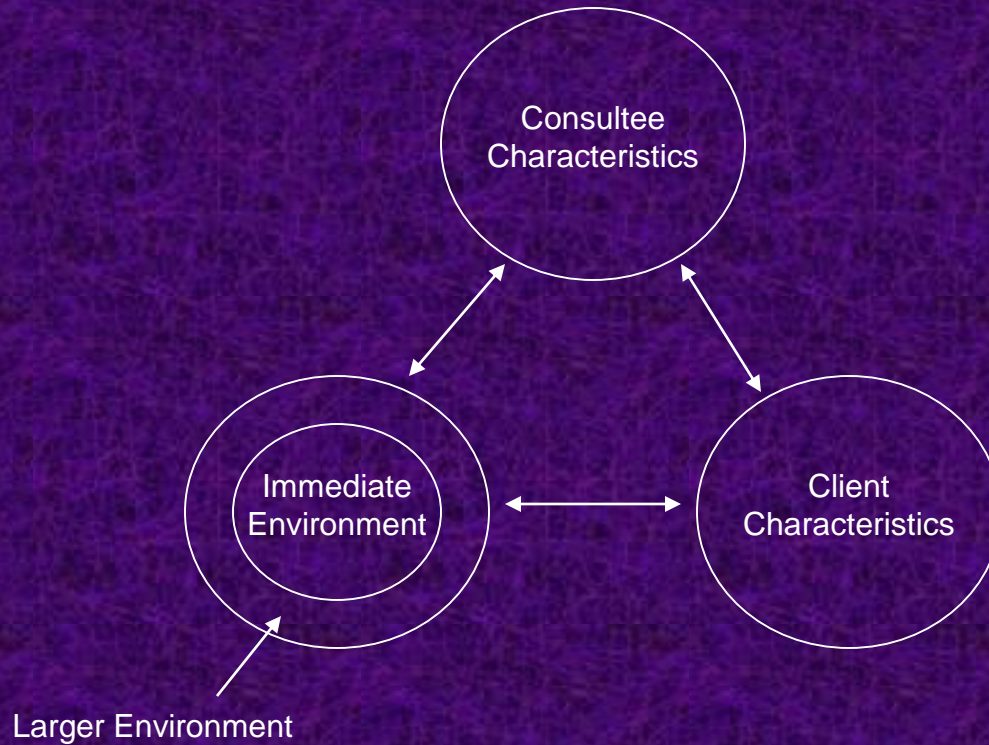 Consultee
Characteristics
Immediate
Environment
Client
Characteristics
Larger Environment